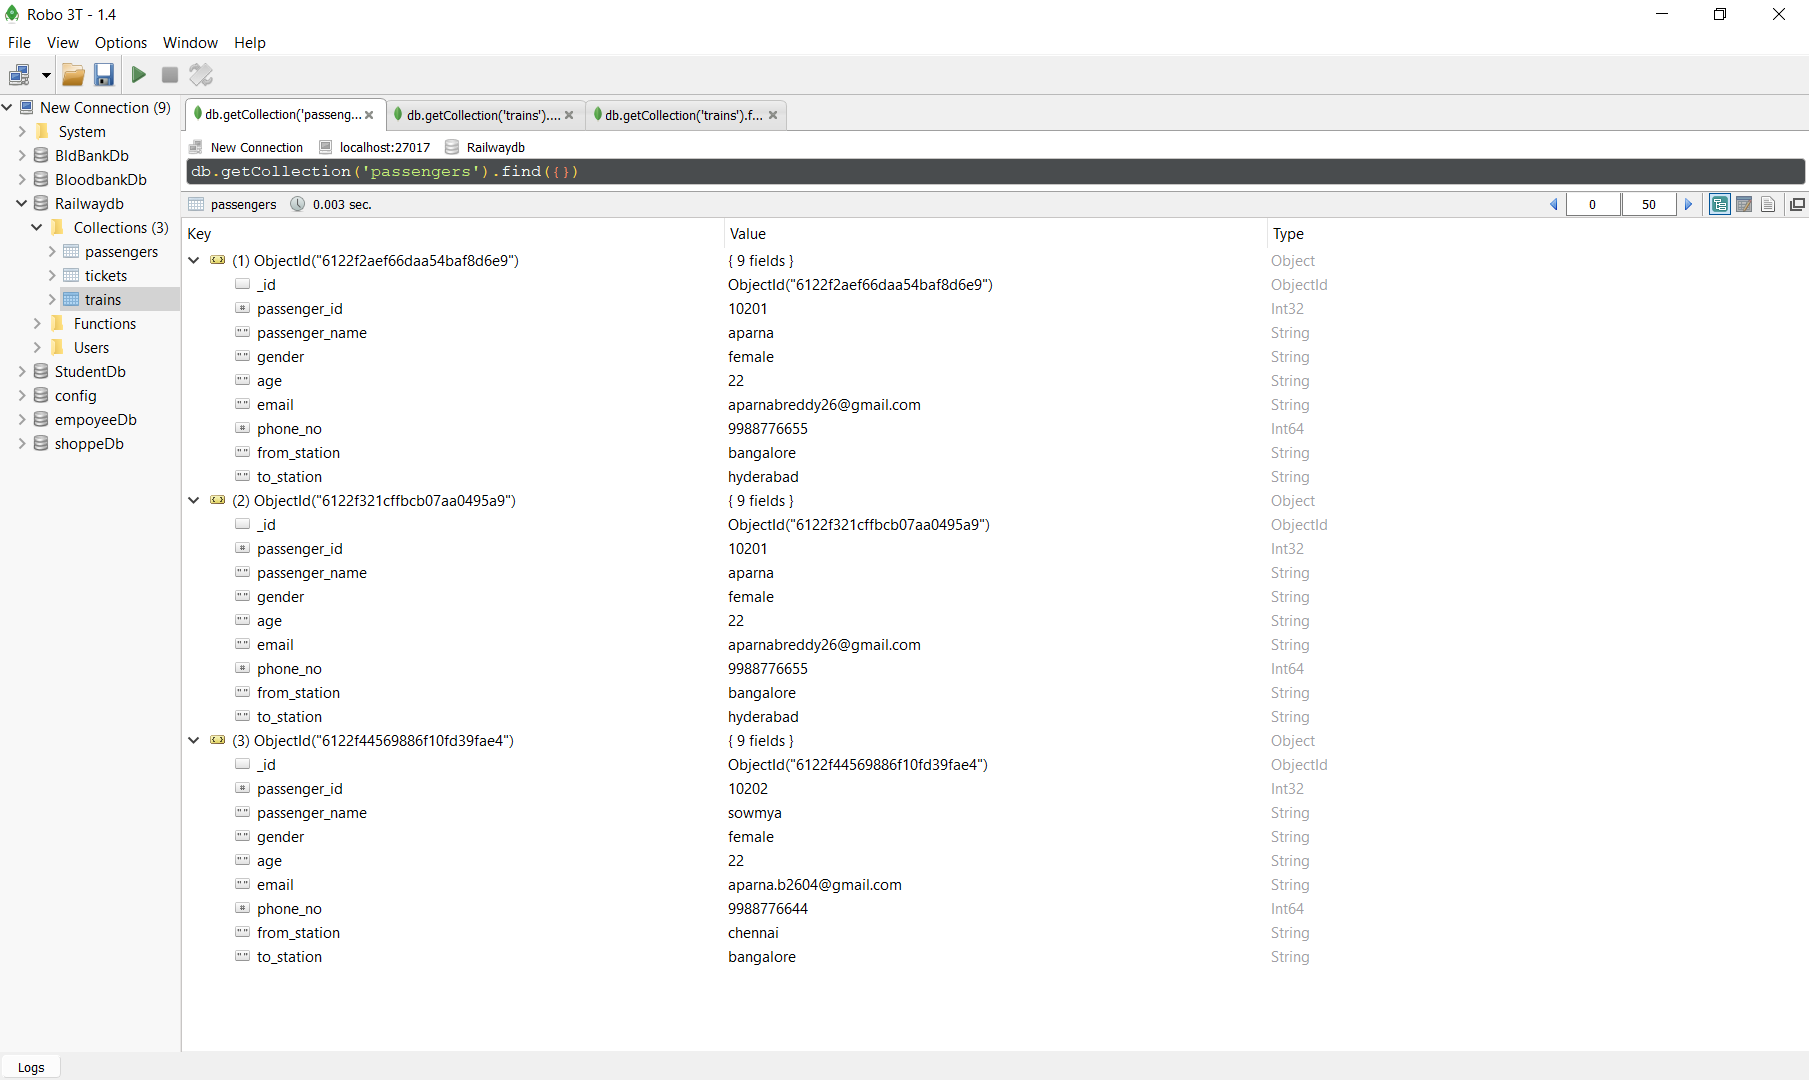 Robo 3T - 1.4
File View Options Window Help
New Connection (9)
System
BldBankDb
BloodbankDb
Railwaydb
Collections (3)
passengers
tickets
trains
Functions
Users
StudentDb
config
empoyeeDb
shoppeDb
db.getCollection('passeng... db.getCollection('trains').... db.getCollection('trains').f...
New Connection localhost:27017 Railwaydb
db.getCollection('passengers').find({})
passengers 0.003 sec. 0 50
Key Value Type
(1) ObjectId("6122f2aef66daa54baf8d6e9") { 9 fields } Object
_id ObjectId("6122f2aef66daa54baf8d6e9") ObjectId
passenger_id 10201 Int32
passenger_name aparna String
gender female String
age 22 String
email aparnabreddy26@gmail.com String
phone_no 9988776655 Int64
from_station bangalore String
to_station hyderabad String
(2) ObjectId("6122f321cffbcb07aa0495a9") { 9 fields } Object
_id ObjectId("6122f321cffbcb07aa0495a9") ObjectId
passenger_id 10201 Int32
passenger_name aparna String
gender female String
age 22 String
email aparnabreddy26@gmail.com String
phone_no 9988776655 Int64
from_station bangalore String
to_station hyderabad String
(3) ObjectId("6122f44569886f10fd39fae4") { 9 fields } Object
_id ObjectId("6122f44569886f10fd39fae4") ObjectId
passenger_id 10202 Int32
passenger_name sowmya String
gender female String
age 22 String
email aparna.b2604@gmail.com String
phone_no 9988776644 Int64
from_station chennai String
to_station bangalore String
Logs